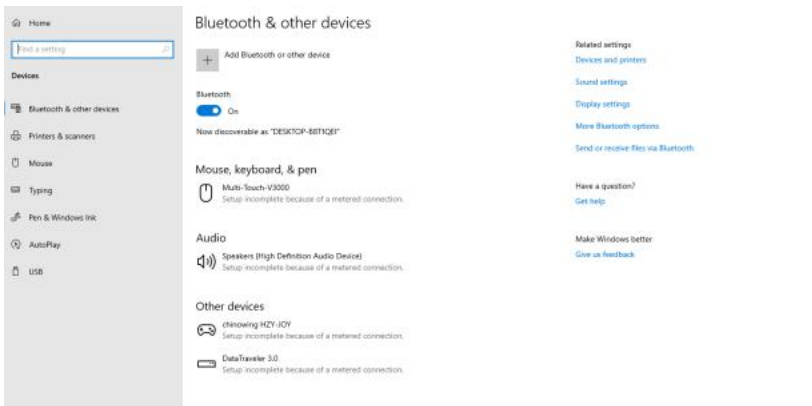 Home
Find a setting
Devices
Bluetooth & other devices
Printers & scanners
Mouse
Typing
Pen & Windows Ink
AutoPlay
USB
Bluetooth & other devices
Add Bluetooth or other device
Bluetooth
On
Now discoverable as "DESKTOP-B8T1QEI"
Mouse, keyboard, & pen
Multi-Touch-V3000
Setup incomplete because of a metered connection.
Audio
Speakers (High Definition Audio Device)
Setup incomplete because of a metered connection.
Other devices
chinowing HZY-JOY
Setup incomplete because of a metered connection.
DataTraveler 3.0
Setup incomplete because of a metered connection.
Related settings
Devices and printers
Sound settings
Display settings
More Bluetooth options
Send or receive files via Bluetooth
Have a question?
Get help
Make Windows better
Give us feedback